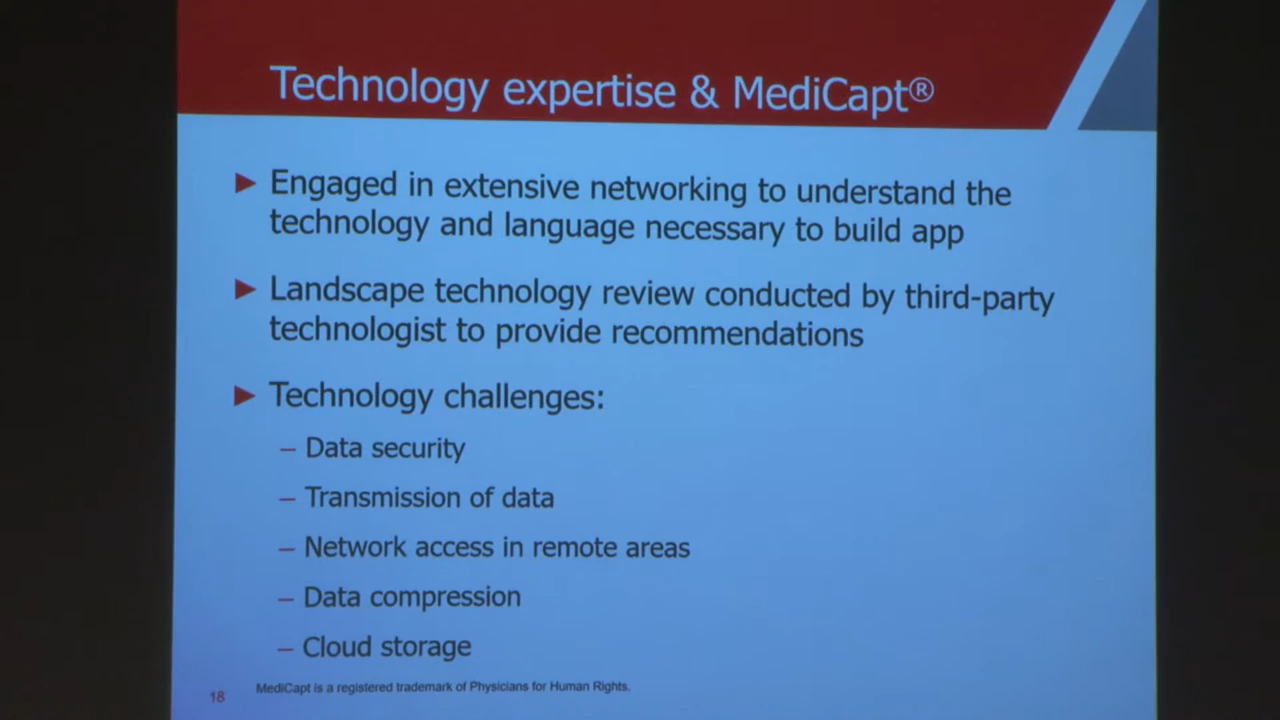 Technology expertise & MediCapt®
► Engaged in extensive networking to understand the
technology and language necessary to build app
► Landscape technology review conducted by third-party
technologist to provide recommendations
► Technology challenges:
– Data security
– Transmission of data
– Network access in remote areas
– Data compression
– Cloud storage
18 MediCapt is a registered trademark of Physicians for Human Rights.